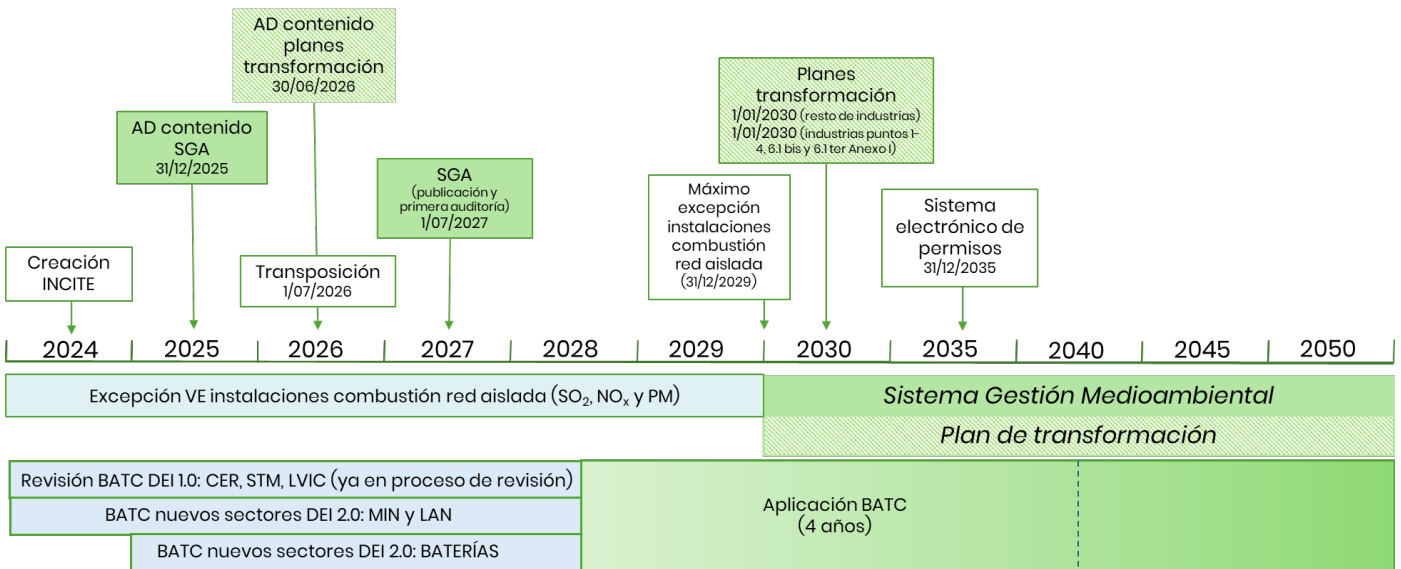 AD contenido
planes
transformación
30/06/2026
AD contenido
SGA
31/12/2025
SGA
(publicación y
primera auditoría)
1/07/2027
Planes
transformación
1/01/2030 (resto de industrias)
1/01/2030 (industrias puntos 1-
4, 6.1 bis y 6.1 ter Anexo I)
Creación
INCITE
Transposición
1/07/2026
Máximo
excepción
instalaciones
combustión
red aislada
(31/12/2029)
Sistema
electrónico de
permisos
31/12/2035
2024 2025 2026 2027 2028 2029 2030 2035 2040 2045 2050
Excepción VE instalaciones combustión red aislada (SO₂, NOₓ y PM)
Sistema Gestión Medioambiental
Plan de transformación
Revisión BATC DEI 1.0: CER, STM, LVIC (ya en proceso de revisión)
BATC nuevos sectores DEI 2.0: MIN y LAN
BATC nuevos sectores DEI 2.0: BATERÍAS
Aplicación BATC
(4 años)